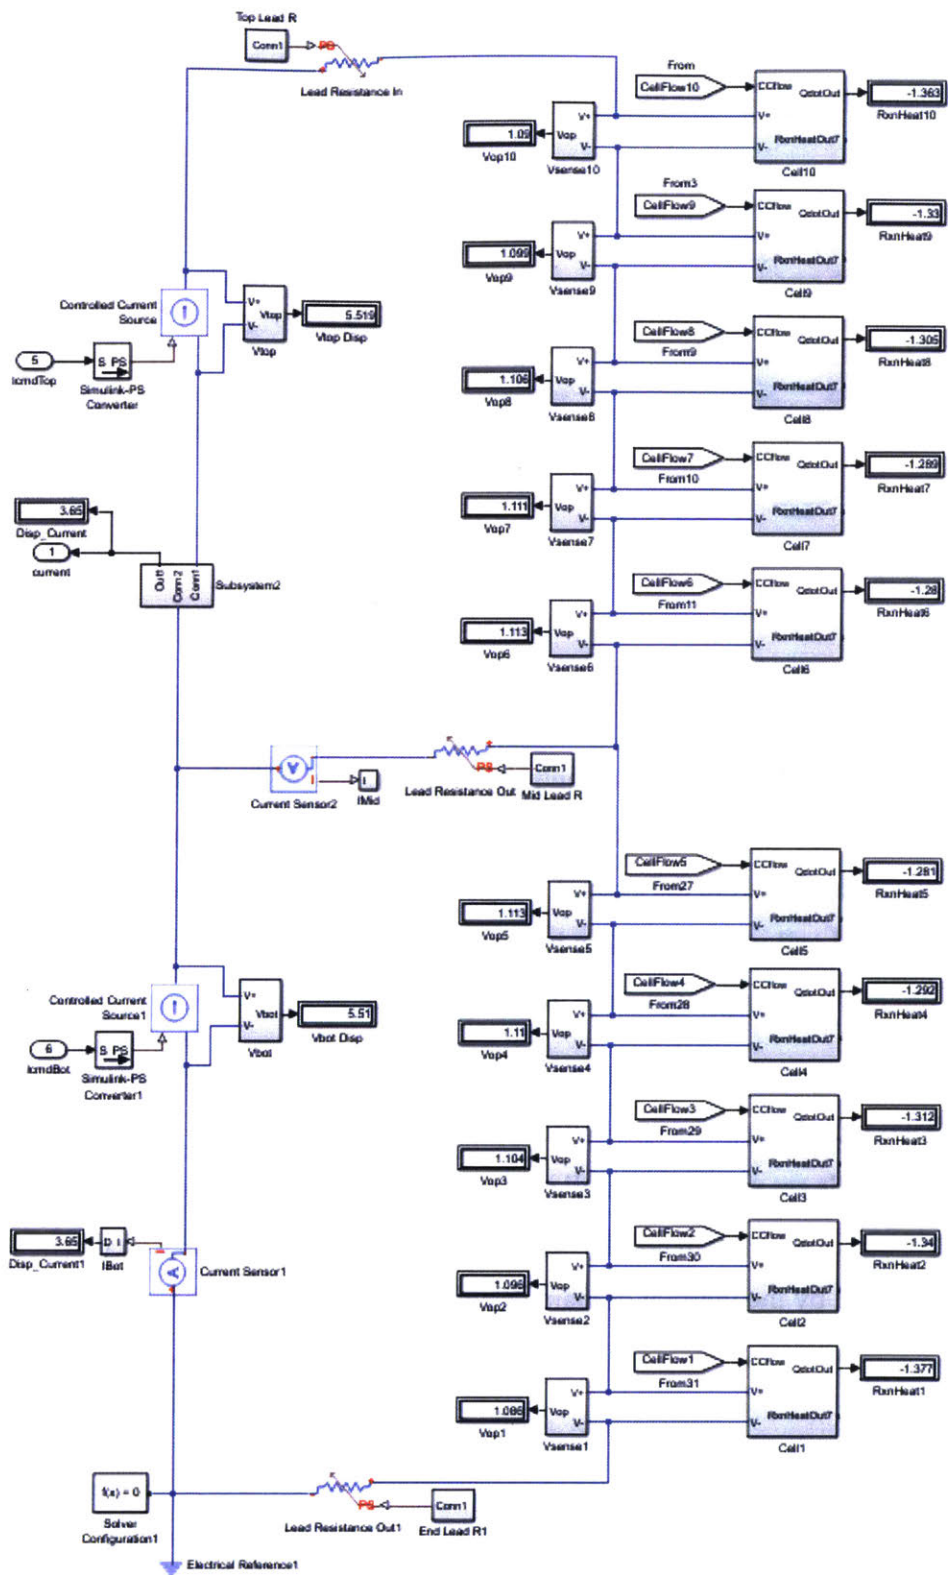 Top Lead R
Conn1
PS
Lead Resistance In
From
CellFlow10
CCflow
QdotOut
V+
RxnHeatOut7
V-
Cell10
-1.363
RxnHeat10
1.09
Vop10
Vop
V+
V-
Vsense10
From3
CellFlow9
CCflow
QdotOut
V+
RxnHeatOut7
V-
Cell9
-1.33
RxnHeat9
1.099
Vop9
Vop
V+
V-
Vsense9
Controlled Current
Source
V+
Vtop
V-
Vtop
5.519
Vtop Disp
5
IcmdTop
S PS
Simulink-PS
Converter
CellFlow8
From9
CCflow
QdotOut
V+
RxnHeatOut7
V-
Cell8
-1.305
RxnHeat8
1.106
Vop8
Vop
V+
V-
Vsense8
CellFlow7
From10
CCflow
QdotOut
V+
RxnHeatOut7
V-
Cell7
-1.289
RxnHeat7
1.111
Vop7
Vop
V+
V-
Vsense7
3.65
Disp_Current
1
current
Out1
Conn2
Conn1
Subsystem2
CellFlow6
From11
CCflow
QdotOut
V+
RxnHeatOut7
V-
Cell6
-1.28
RxnHeat6
1.113
Vop6
Vop
V+
V-
Vsense6
A
I
Current Sensor2
I
IMid
Lead Resistance Out
PS
Conn1
Mid Lead R
CellFlow5
From27
CCflow
QdotOut
V+
RxnHeatOut7
V-
Cell5
-1.281
RxnHeat5
1.113
Vop5
Vop
V+
V-
Vsense5
Controlled Current
Source1
V+
Vbot
V-
Vbot
5.51
Vbot Disp
6
IcmdBot
S PS
Simulink-PS
Converter1
CellFlow4
From28
CCflow
QdotOut
V+
RxnHeatOut7
V-
Cell4
-1.292
RxnHeat4
1.11
Vop4
Vop
V+
V-
Vsense4
CellFlow3
From29
CCflow
QdotOut
V+
RxnHeatOut7
V-
Cell3
-1.312
RxnHeat3
1.104
Vop3
Vop
V+
V-
Vsense3
3.65
Disp_Current1
D I
IBot
I
A
Current Sensor1
CellFlow2
From30
CCflow
QdotOut
V+
RxnHeatOut7
V-
Cell2
-1.34
RxnHeat2
1.096
Vop2
Vop
V+
V-
Vsense2
CellFlow1
From31
CCflow
QdotOut
V+
RxnHeatOut7
V-
Cell1
-1.377
RxnHeat1
1.086
Vop1
Vop
V+
V-
Vsense1
f(x) = 0
Solver
Configuration1
Lead Resistance Out1
PS
Conn1
End Lead R1
Electrical Reference1